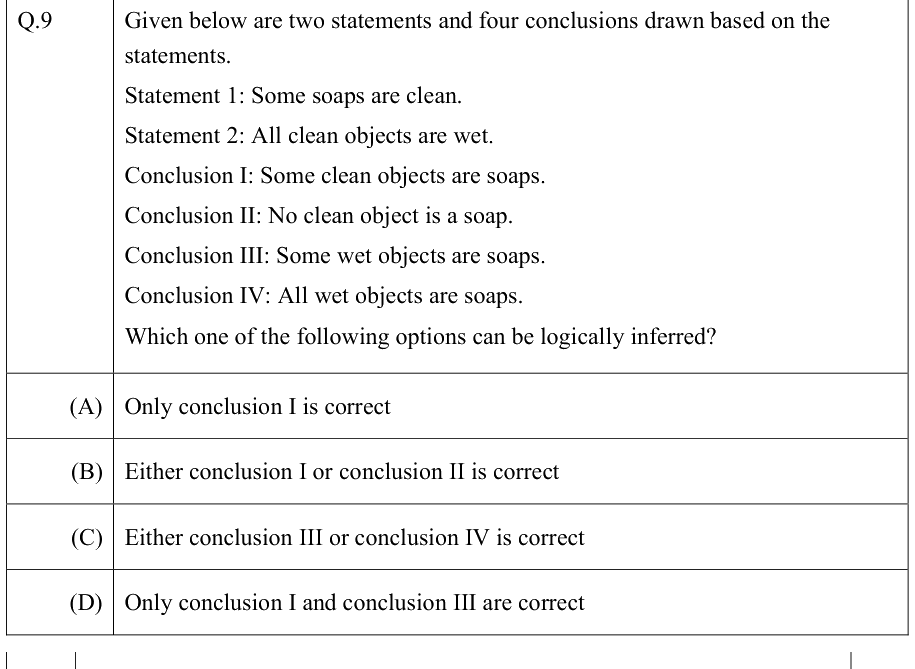 Q.9 Given below are two statements and four conclusions drawn based on the
statements.
Statement 1: Some soaps are clean.
Statement 2: All clean objects are wet.
Conclusion I: Some clean objects are soaps.
Conclusion II: No clean object is a soap.
Conclusion III: Some wet objects are soaps.
Conclusion IV: All wet objects are soaps.
Which one of the following options can be logically inferred?
(A) Only conclusion I is correct
(B) Either conclusion I or conclusion II is correct
(C) Either conclusion III or conclusion IV is correct
(D) Only conclusion I and conclusion III are correct